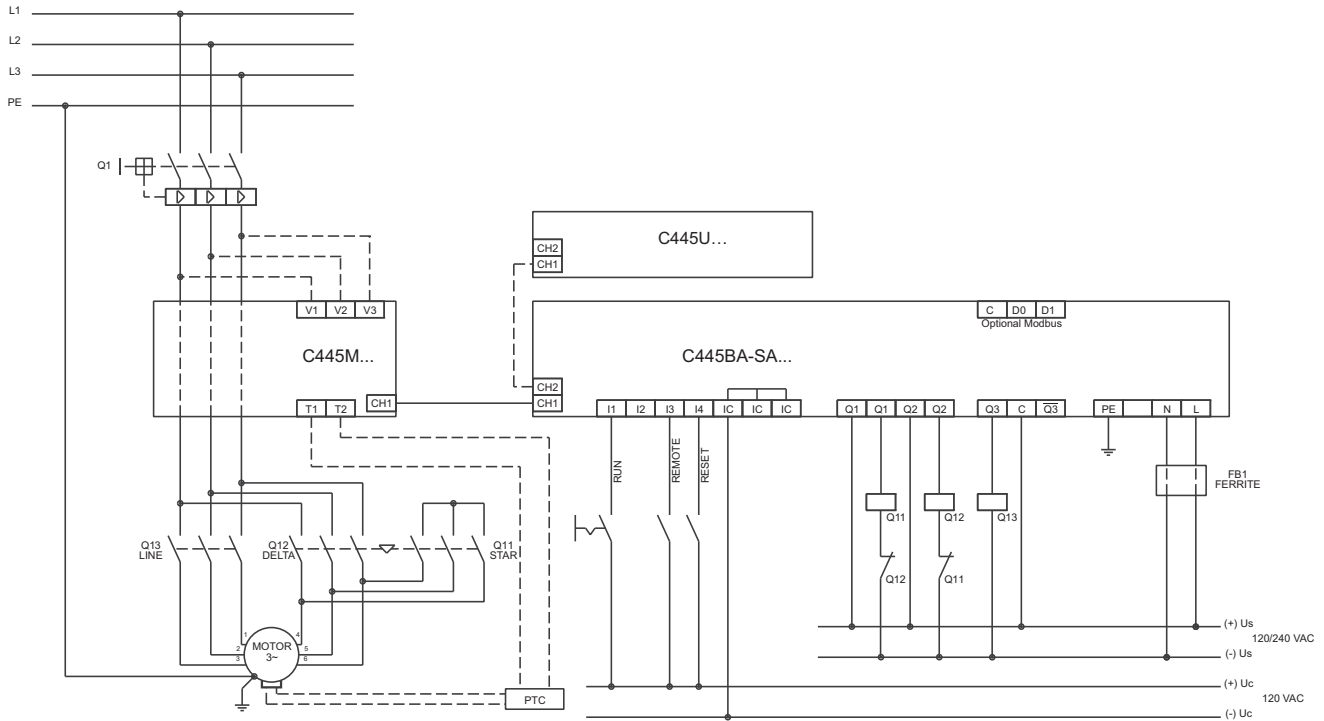 L1
L2
L3
PE
Q1
C445U...
CH2
CH1
V1 V2 V3
C D0 D1
Optional Modbus
C445M...
C445BA-SA...
T1 T2
CH1
CH2
CH1
I1 I2 I3 I4 IC IC IC
Q1 Q1 Q2 Q2
Q3 C Q3
PE N L
RUN
REMOTE
RESET
FB1
FERRITE
Q11
Q12
Q13
Q13
LINE
Q12
DELTA
Q11
STAR
Q12
Q11
1
2
3
4
5
6
MOTOR
3~
PTC
(+) Us
120/240 VAC
(-) Us
(+) Uc
120 VAC
(-) Uc